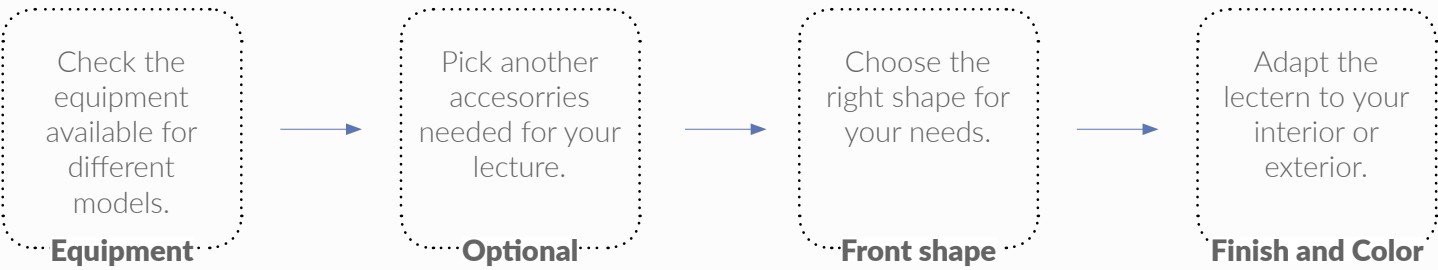 Check the
equipment
available for
different
models.
Equipment
Pick another
accesorries
needed for your
lecture.
Optional
Choose the
right shape for
your needs.
Front shape
Adapt the
lectern to your
interior or
exterior.
Finish and Color